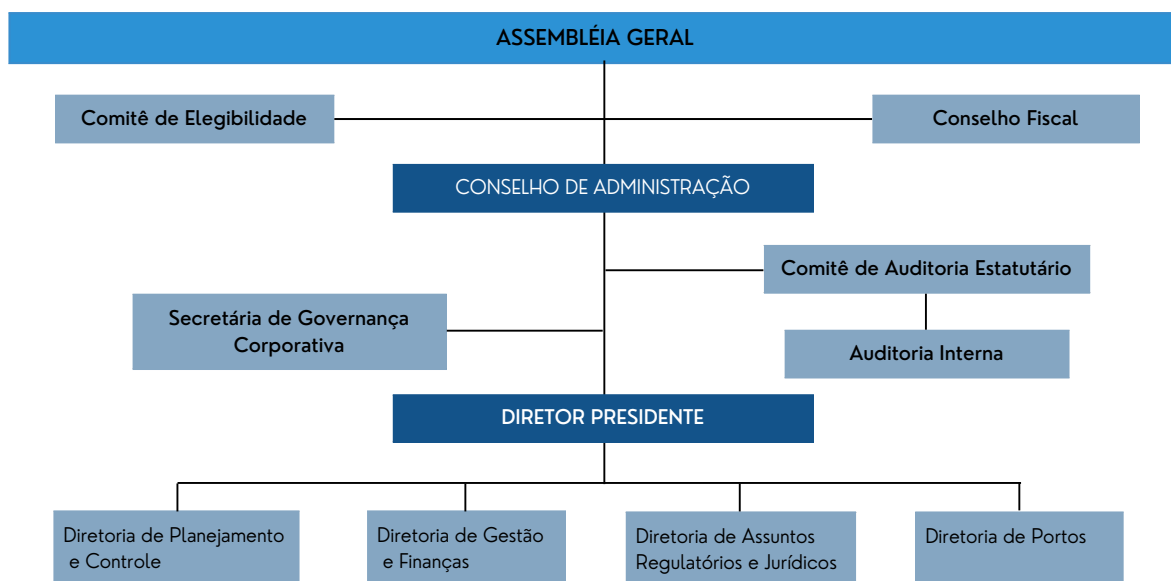 ASSEMBLÉIA GERAL
Comitê de Elegibilidade
Conselho Fiscal
CONSELHO DE ADMINISTRAÇÃO
Comitê de Auditoria Estatutário
Secretária de Governança
Corporativa
Auditoria Interna
DIRETOR PRESIDENTE
Diretoria de Planejamento
e Controle
Diretoria de Gestão
e Finanças
Diretoria de Assuntos
Regulatórios e Jurídicos
Diretoria de Portos